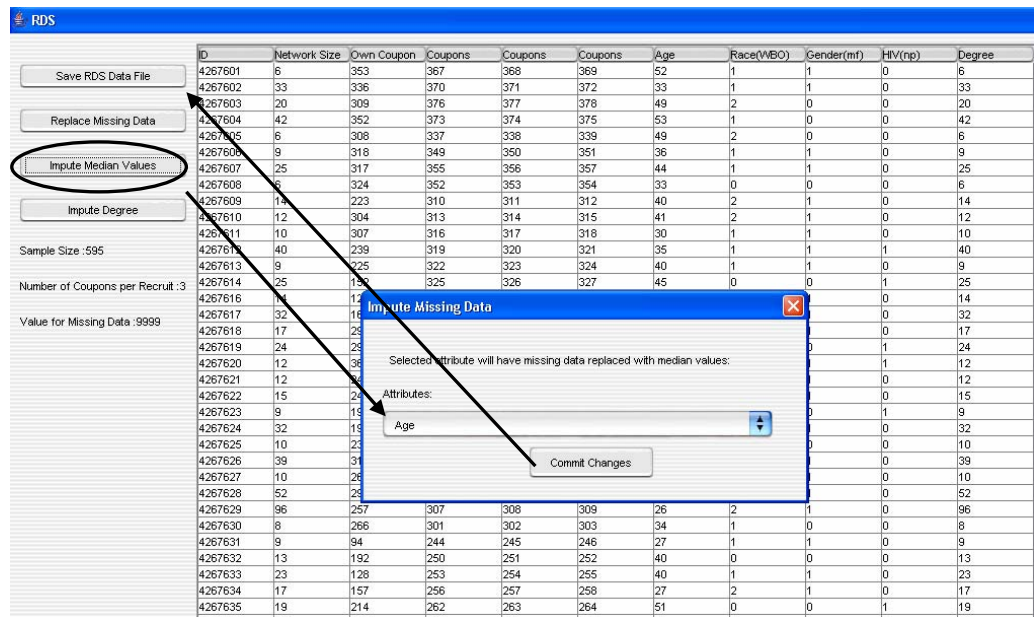 RDS
Save RDS Data File
Replace Missing Data
Impute Median Values
Impute Degree
Sample Size :595
Number of Coupons per Recruit :3
Value for Missing Data :9999
ID Network Size Own Coupon Coupons Coupons Coupons Age Race(WBO) Gender(mf) HIV(np) Degree
4267601 6 353 367 368 369 52 1 1 0 6
4267602 33 336 370 371 372 33 1 1 0 33
4267603 20 309 376 377 378 49 2 0 0 20
4267604 42 352 373 374 375 53 1 0 0 42
4267605 6 308 337 338 339 49 2 0 0 6
4267606 9 318 349 350 351 36 1 1 0 9
4267607 25 317 355 356 357 44 1 1 0 25
4267608 6 324 352 353 354 33 0 0 0 6
4267609 14 223 310 311 312 40 2 1 0 14
4267610 12 304 313 314 315 41 2 1 0 12
4267611 10 307 316 317 318 30 1 1 0 10
4267612 40 239 319 320 321 35 1 1 1 40
4267613 9 225 322 323 324 40 1 1 0 9
4267614 25 325 326 327 45 0 0 1 25
4267616 14 0 14
4267617 32 0 32
4267618 17 0 17
4267619 24 1 24
4267620 12 1 12
4267621 12 0 12
4267622 15 0 15
4267623 9 1 9
4267624 32 0 32
4267625 10 0 10
4267626 39 0 39
4267627 10 0 10
4267628 52 0 52
4267629 96 257 307 308 309 26 2 1 0 96
4267630 8 266 301 302 303 34 1 0 0 8
4267631 9 94 244 245 246 27 1 1 0 9
4267632 13 192 250 251 252 40 0 0 0 13
4267633 23 128 253 254 255 40 1 1 0 23
4267634 17 157 256 257 258 27 2 1 0 17
4267635 19 214 262 263 264 51 0 0 1 19
Impute Missing Data
Selected attribute will have missing data replaced with median values:
Attributes:
Age
Commit Changes